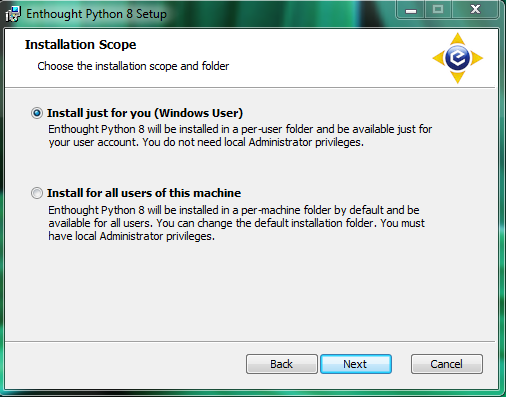 Enthought Python 8 Setup
Installation Scope
Choose the installation scope and folder
Install just for you (Windows User)
Enthought Python 8 will be installed in a per-user folder and be available just for
your user account. You do not need local Administrator privileges.
Install for all users of this machine
Enthought Python 8 will be installed in a per-machine folder by default and be
available for all users. You can change the default installation folder. You must
have local Administrator privileges.
Back
Next
Cancel